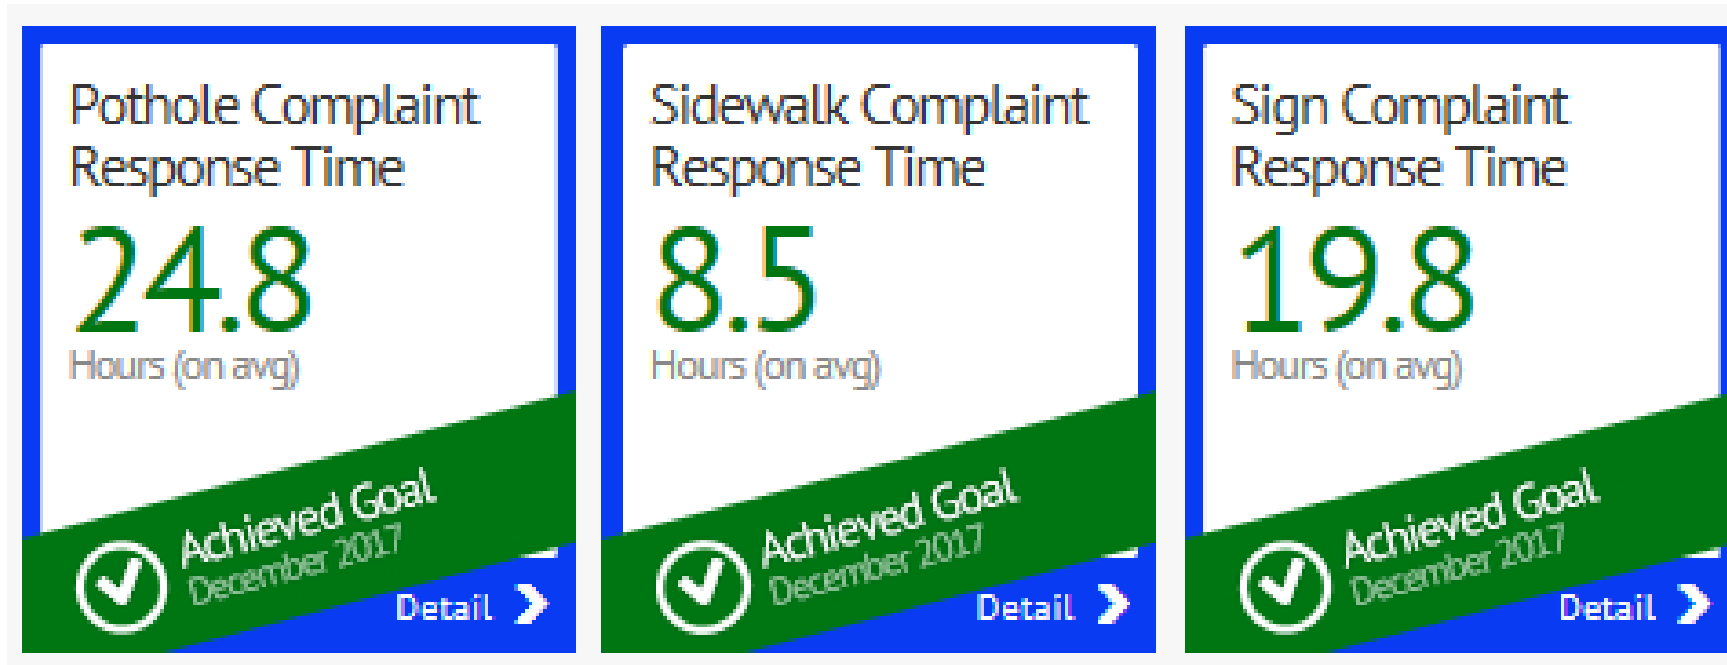 Pothole Complaint
Response Time
24.8
Hours (on avg)
Achieved Goal
December 2017
Detail
Sidewalk Complaint
Response Time
8.5
Hours (on avg)
Achieved Goal
December 2017
Detail
Sign Complaint
Response Time
19.8
Hours (on avg)
Achieved Goal
December 2017
Detail